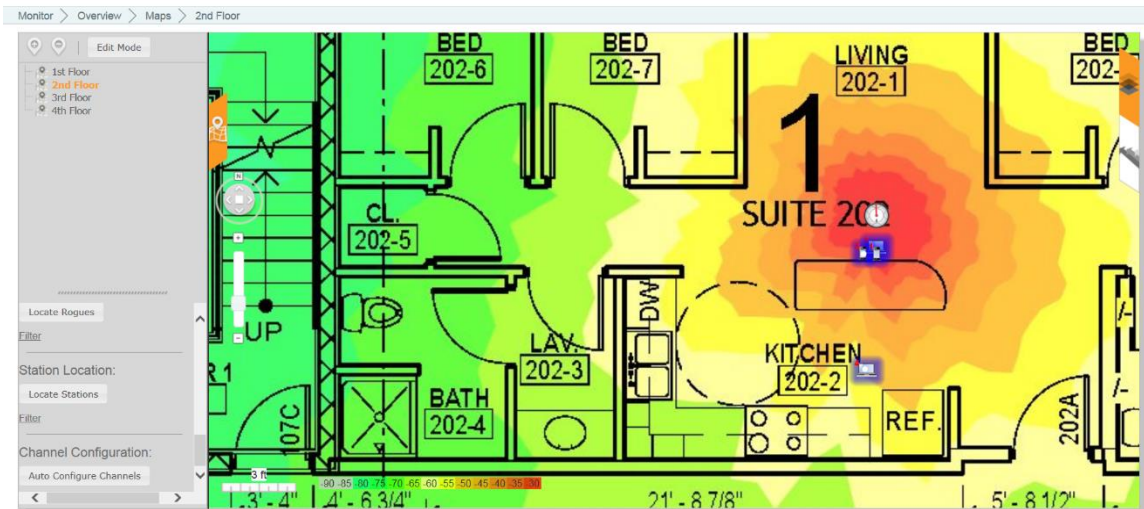 Monitor > Overview > Maps > 2nd Floor
Edit Mode
1st Floor
2nd Floor
3rd Floor
4th Floor
Locate Rogues
Filter
Station Location:
Locate Stations
Filter
Channel Configuration:
Auto Configure Channels
BED
202-6
BED
202-7
LIVING
202-1
BED
202-
1
SUITE 202
CL.
202-5
N
UP
DW
LAV.
202-3
KITCHEN
202-2
BATH
202-4
REF.
R 1
107C
202A
3 ft
-90 -85 -80 -75 -70 -65 -60 -55 -50 -45 -40 -35 -30
3' - 4"
4' - 6 3/4"
21' - 8 7/8"
5' - 8 1/2"